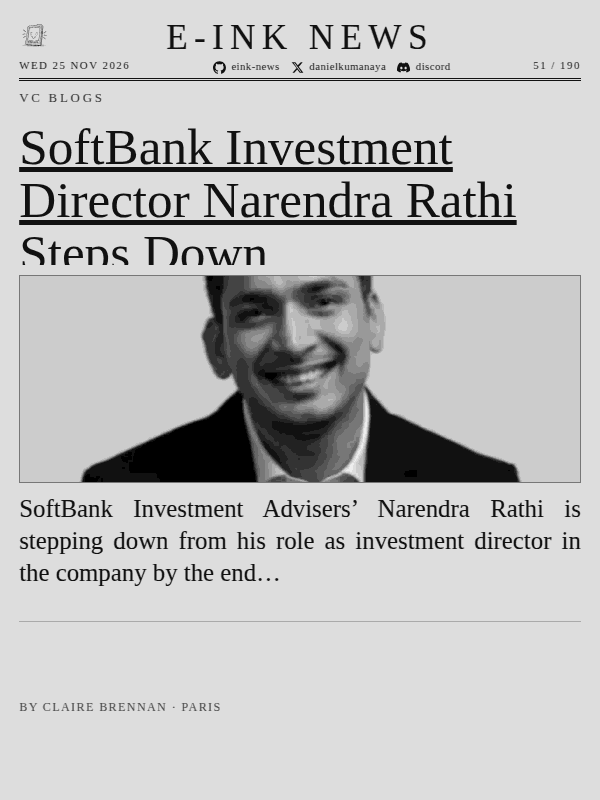 E-INK NEWS
WED 25 NOV 2026 eink-news danielkumanaya discord 51 / 190
VC BLOGS
SoftBank Investment
Director Narendra Rathi
Steps Down
SoftBank Investment Advisers’ Narendra Rathi is
stepping down from his role as investment director in
the company by the end…
BY CLAIRE BRENNAN · PARIS